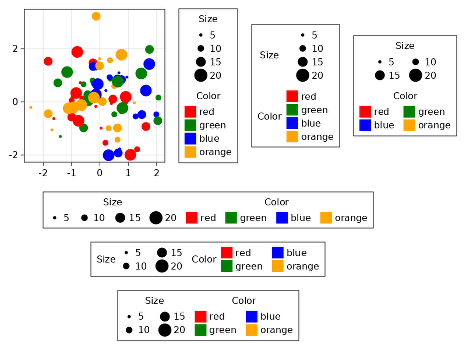 2
0
-2
-2 -1 0 1 2
Size
5
10
15
20
Color
red
green
blue
orange
Size
5
10
15
20
Color
red
green
blue
orange
5 10
15 20
red green
blue orange
Size Color
5 10 15 20 red green blue orange
Size 5 15 Color red blue
10 20 green orange
Size Color
5 15 red blue
10 20 green orange